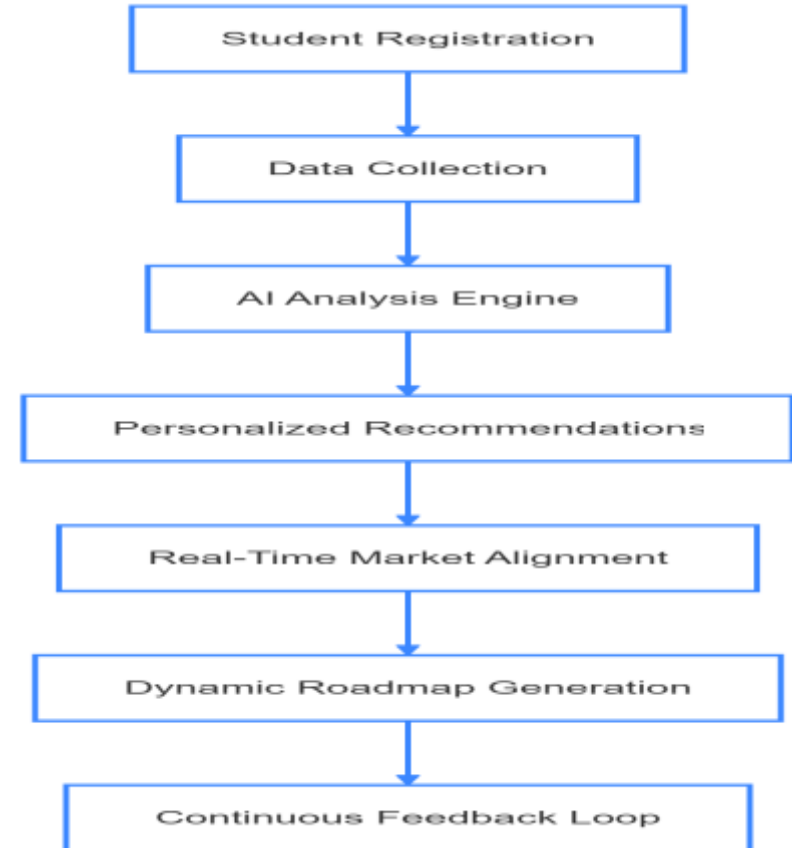 Student Registration
Data Collection
AI Analysis Engine
Personalized Recommendations
Real-Time Market Alignment
Dynamic Roadmap Generation
Continuous Feedback Loop